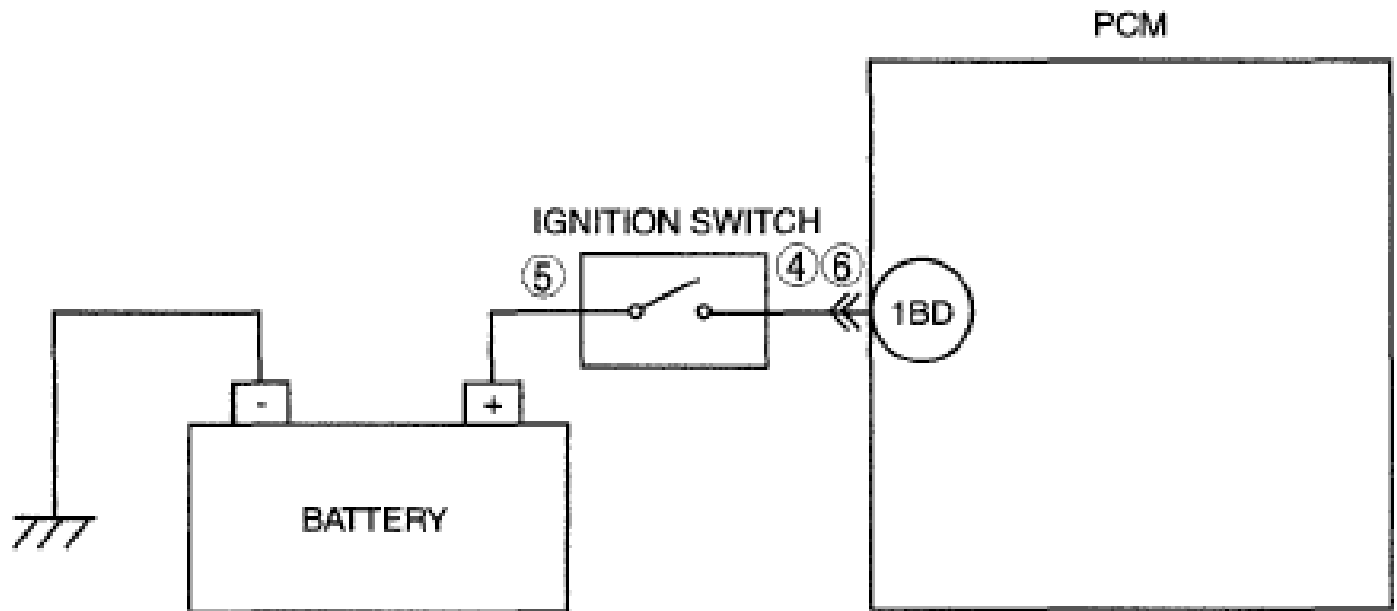 PCM
IGNITION SWITCH
⑤
④⑥
1BD
- +
BATTERY